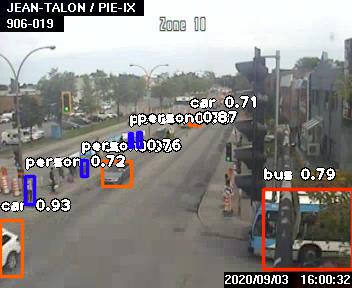 JEAN-TALON / PIE-IX
906-019
Zone 10
car 0.71
person 0.87
person 0.76
person 0.72
bus 0.79
car 0.93
2020/09/03 16:00:32